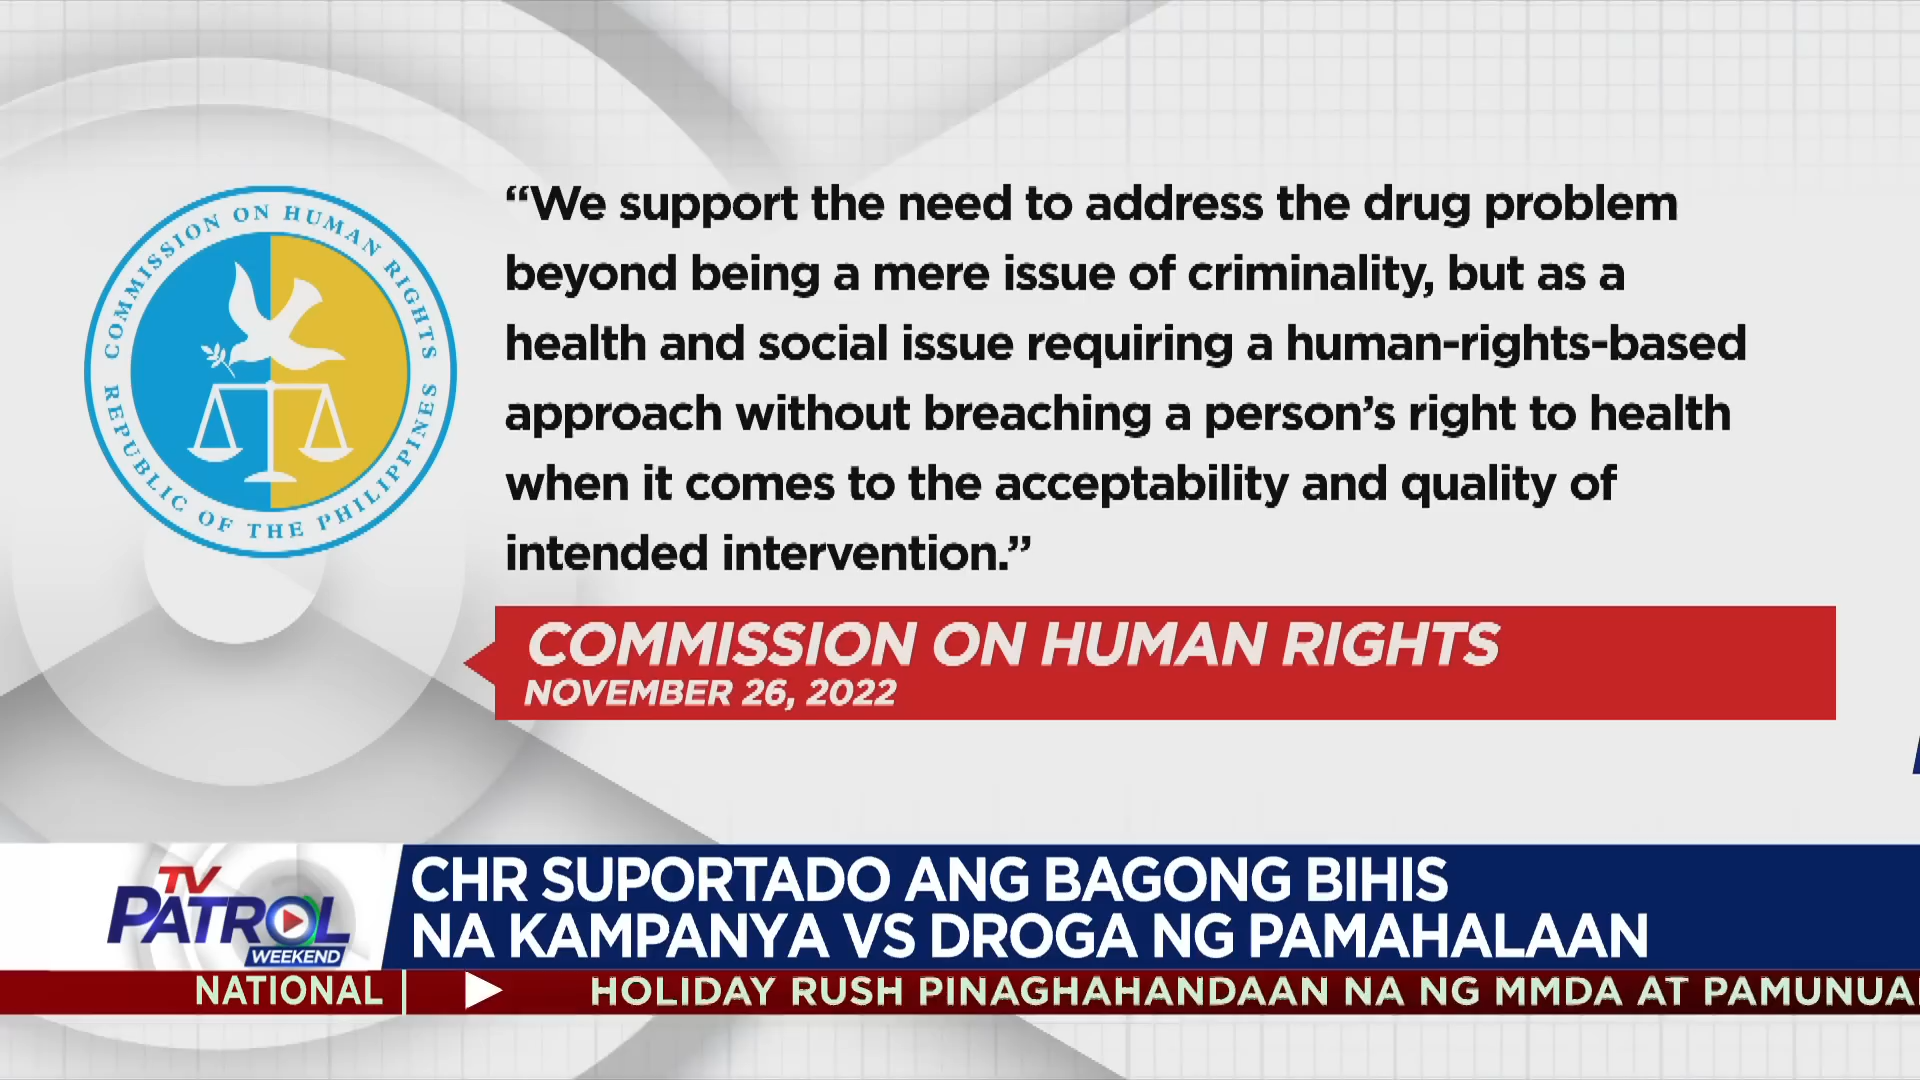 COMMISSION ON HUMAN RIGHTS
REPUBLIC OF THE PHILIPPINES
“We support the need to address the drug problem
beyond being a mere issue of criminality, but as a
health and social issue requiring a human-rights-based
approach without breaching a person’s right to health
when it comes to the acceptability and quality of
intended intervention.”
COMMISSION ON HUMAN RIGHTS
NOVEMBER 26, 2022
TV
PATROL
WEEKEND
CHR SUPORTADO ANG BAGONG BIHIS
NA KAMPANYA VS DROGA NG PAMAHALAAN
NATIONAL
HOLIDAY RUSH PINAGHAHANDAAN NA NG MMDA AT